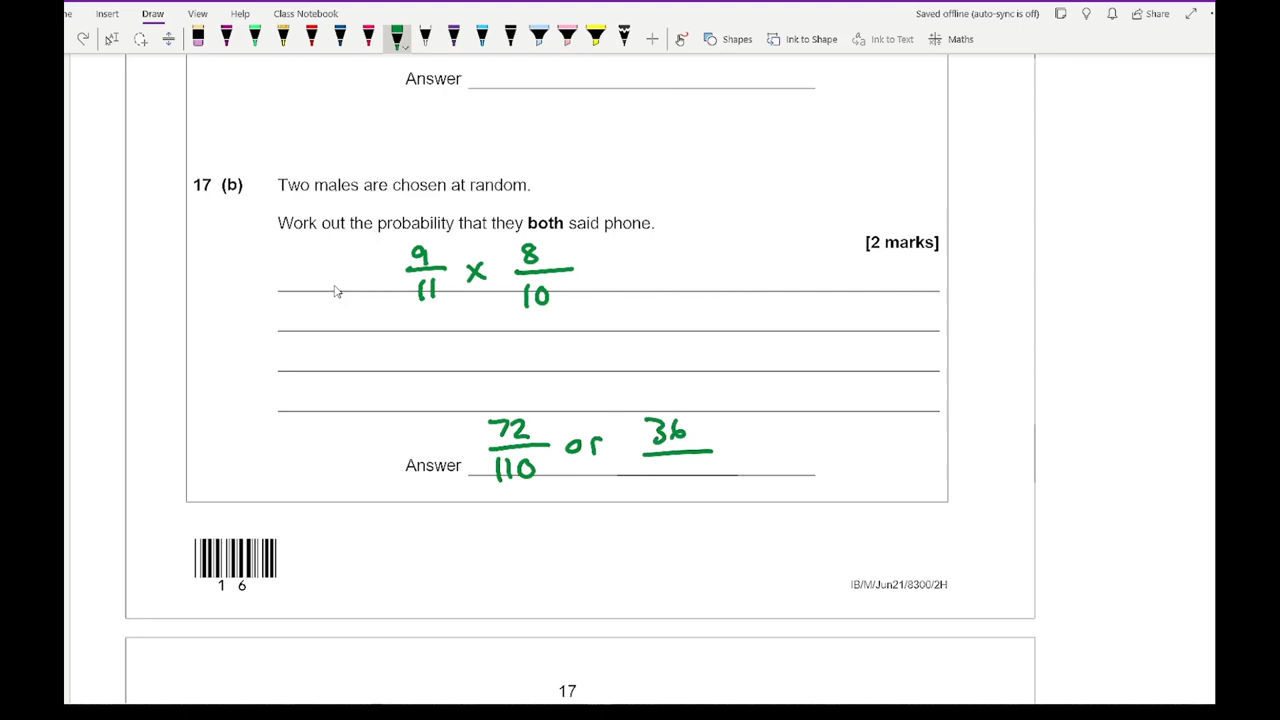 me Insert Draw View Help Class Notebook Saved offline (auto-sync is off) Share
Shapes Ink to Shape Ink to Text Maths
Answer
17 (b) Two males are chosen at random.
Work out the probability that they both said phone.
[2 marks]
9/11 x 8/10
Answer 72/110 or 36
1 6
IB/M/Jun21/8300/2H
17